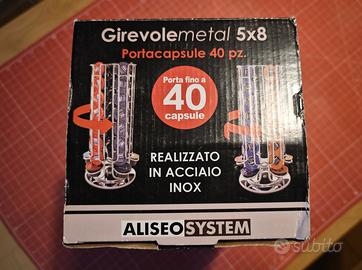 Girevolemetal 5x8
Portacapsule 40 pz.
Porta fino a
40
capsule
REALIZZATO
IN ACCIAIO
INOX
ALISEOSYSTEM
subito